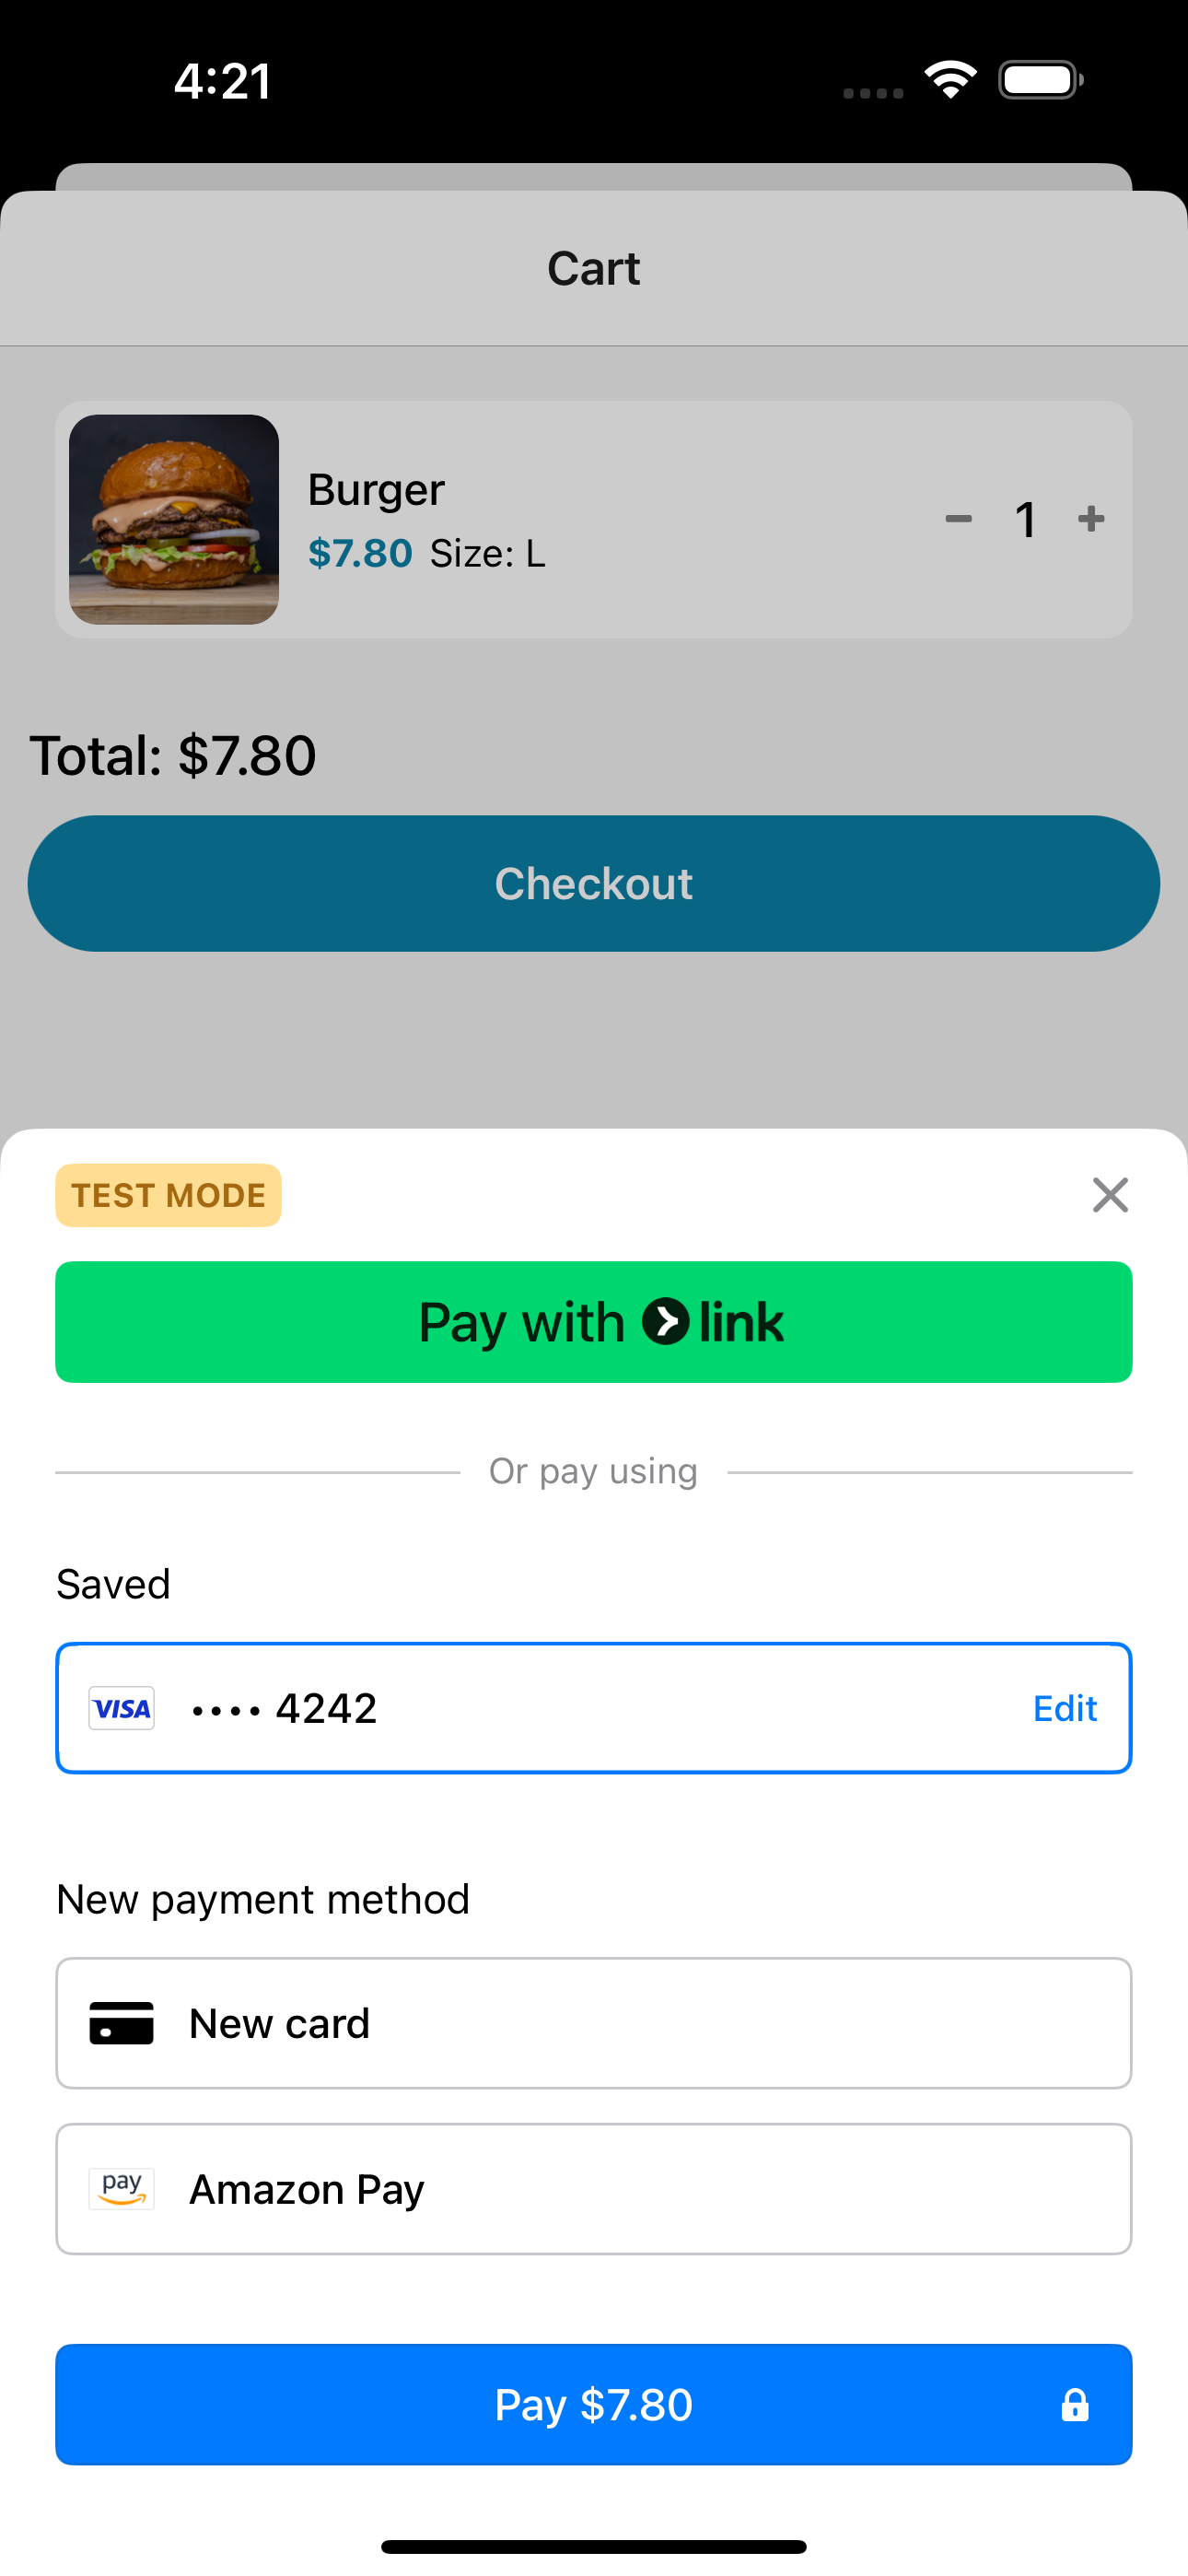 4:21
Cart
Burger
$7.80 Size: L
1
Total: $7.80
Checkout
TEST MODE
Pay with link
Or pay using
Saved
VISA •••• 4242 Edit
New payment method
New card
pay Amazon Pay
Pay $7.80